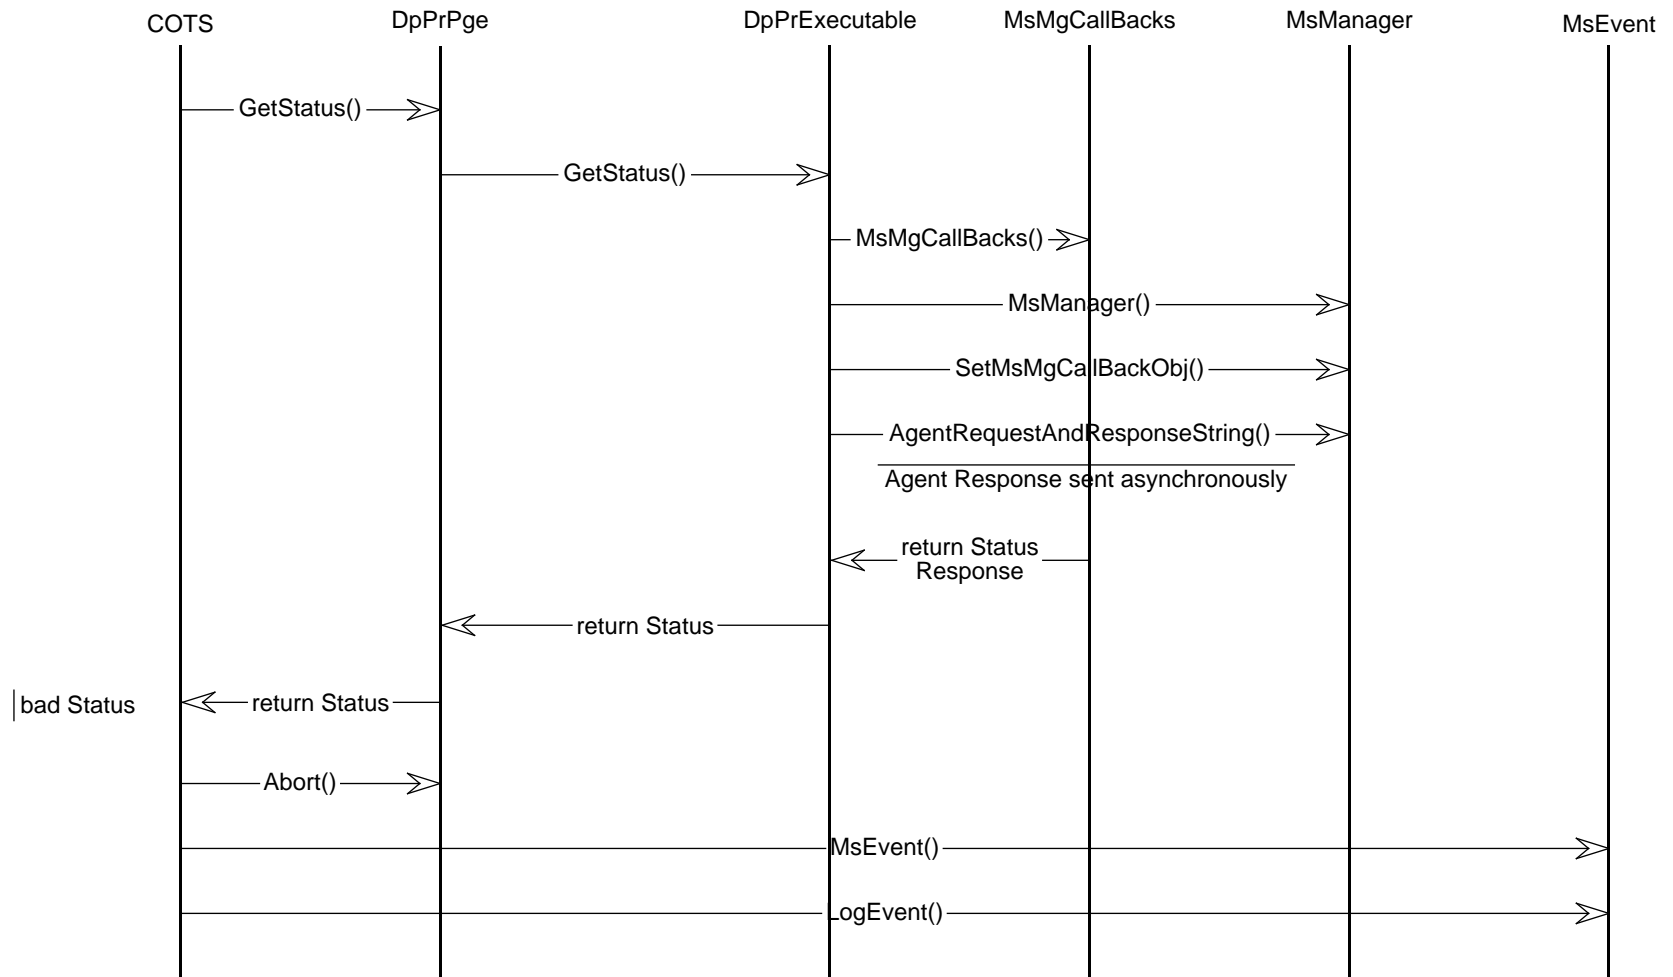 COTS
DpPrPge
DpPrExecutable
MsMgCallBacks
MsManager
MsEvent
GetStatus()
GetStatus()
MsMgCallBacks()
MsManager()
SetMsMgCallBackObj()
AgentRequestAndResponseString()
Agent Response sent asynchronously
return Status
Response
return Status
bad Status
return Status
Abort()
MsEvent()
LogEvent()